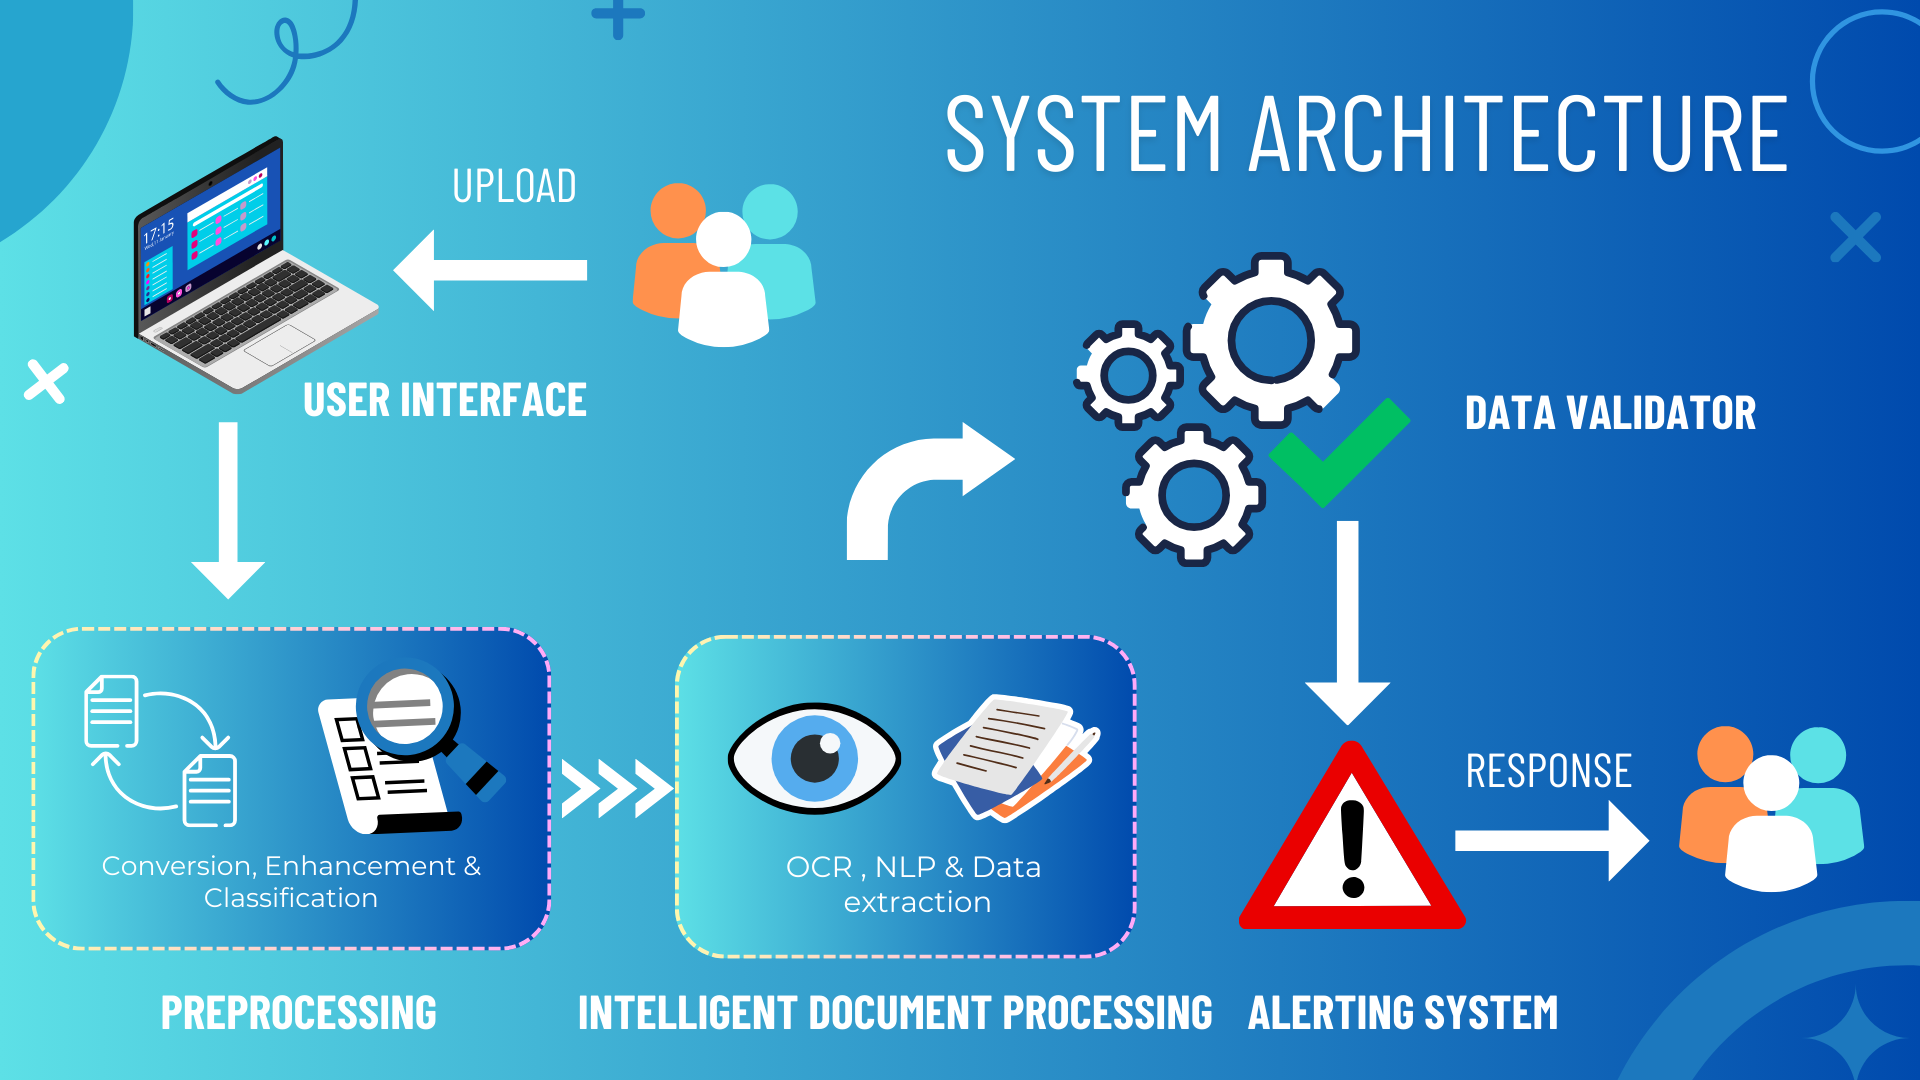 SYSTEM ARCHITECTURE
UPLOAD
17:15
USER INTERFACE
DATA VALIDATOR
RESPONSE
Conversion, Enhancement &
Classification
OCR , NLP & Data
extraction
PREPROCESSING
INTELLIGENT DOCUMENT PROCESSING
ALERTING SYSTEM